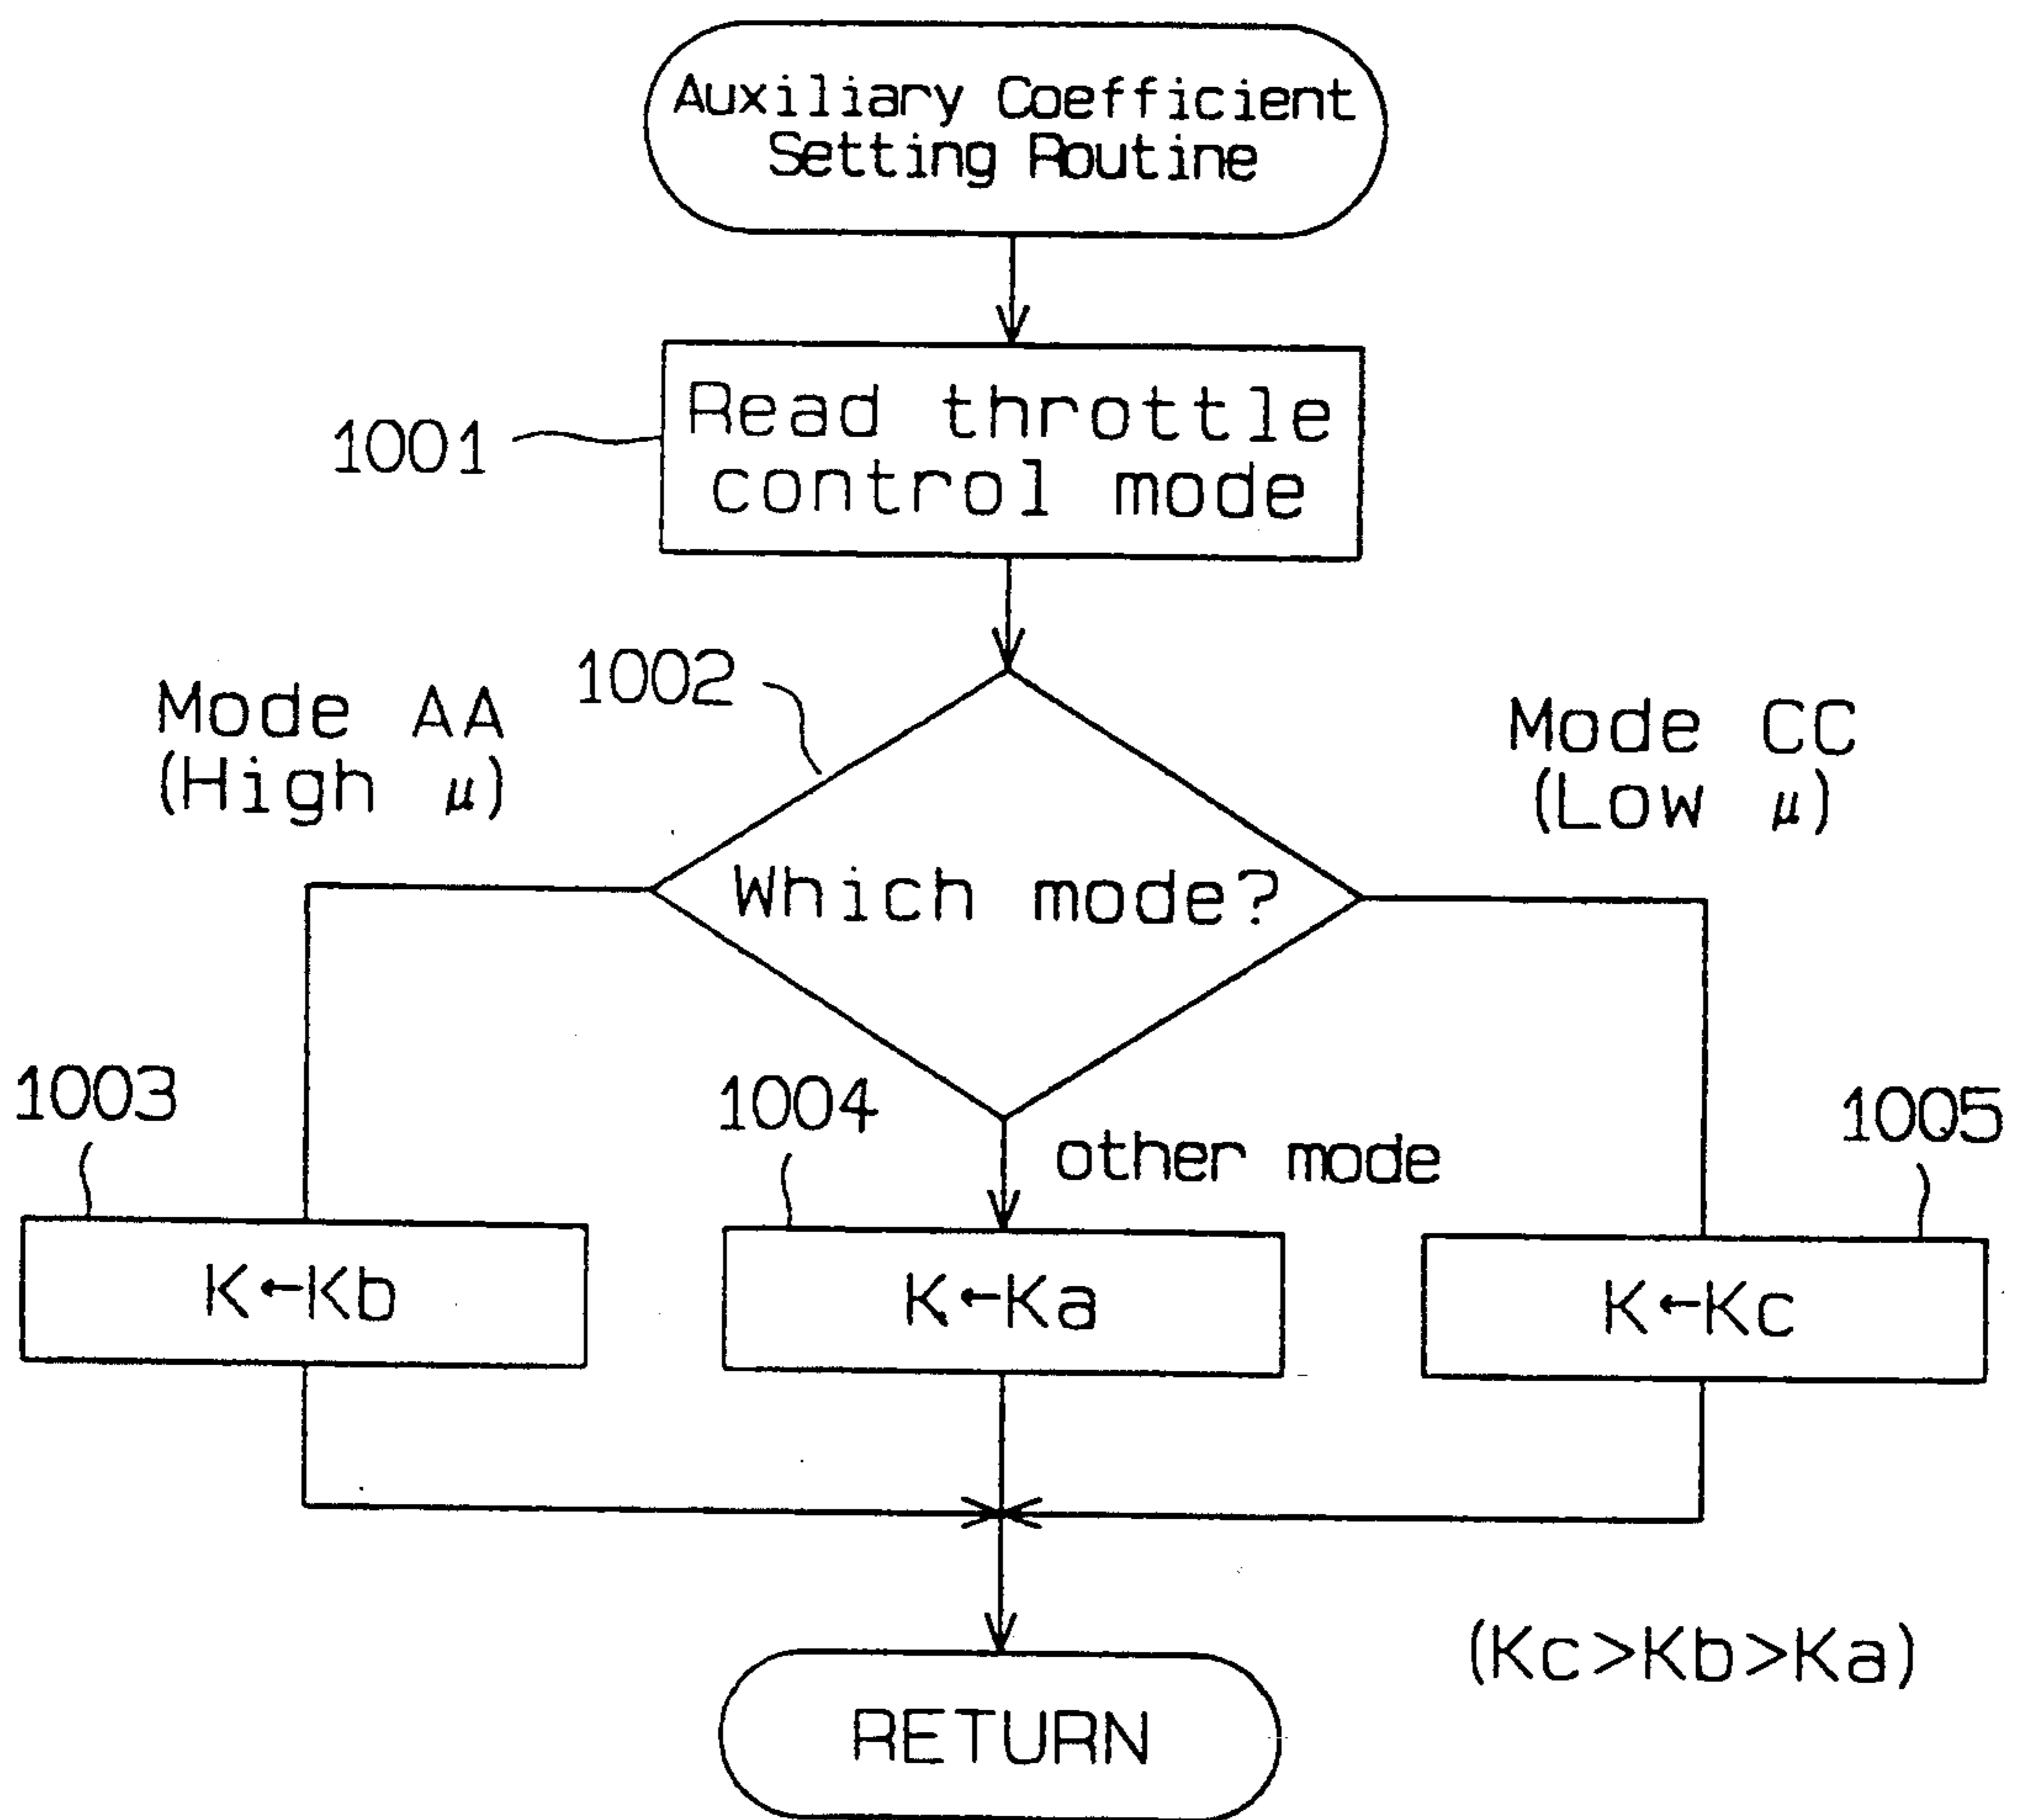 Auxiliary Coefficient
Setting Routine
1001
Read throttle
control mode
1002
Mode AA
(High μ)
Which mode?
Mode CC
(Low μ)
1003
1004
other mode
1005
K←Kb
K←Ka
K←Kc
(Kc>Kb>Ka)
RETURN